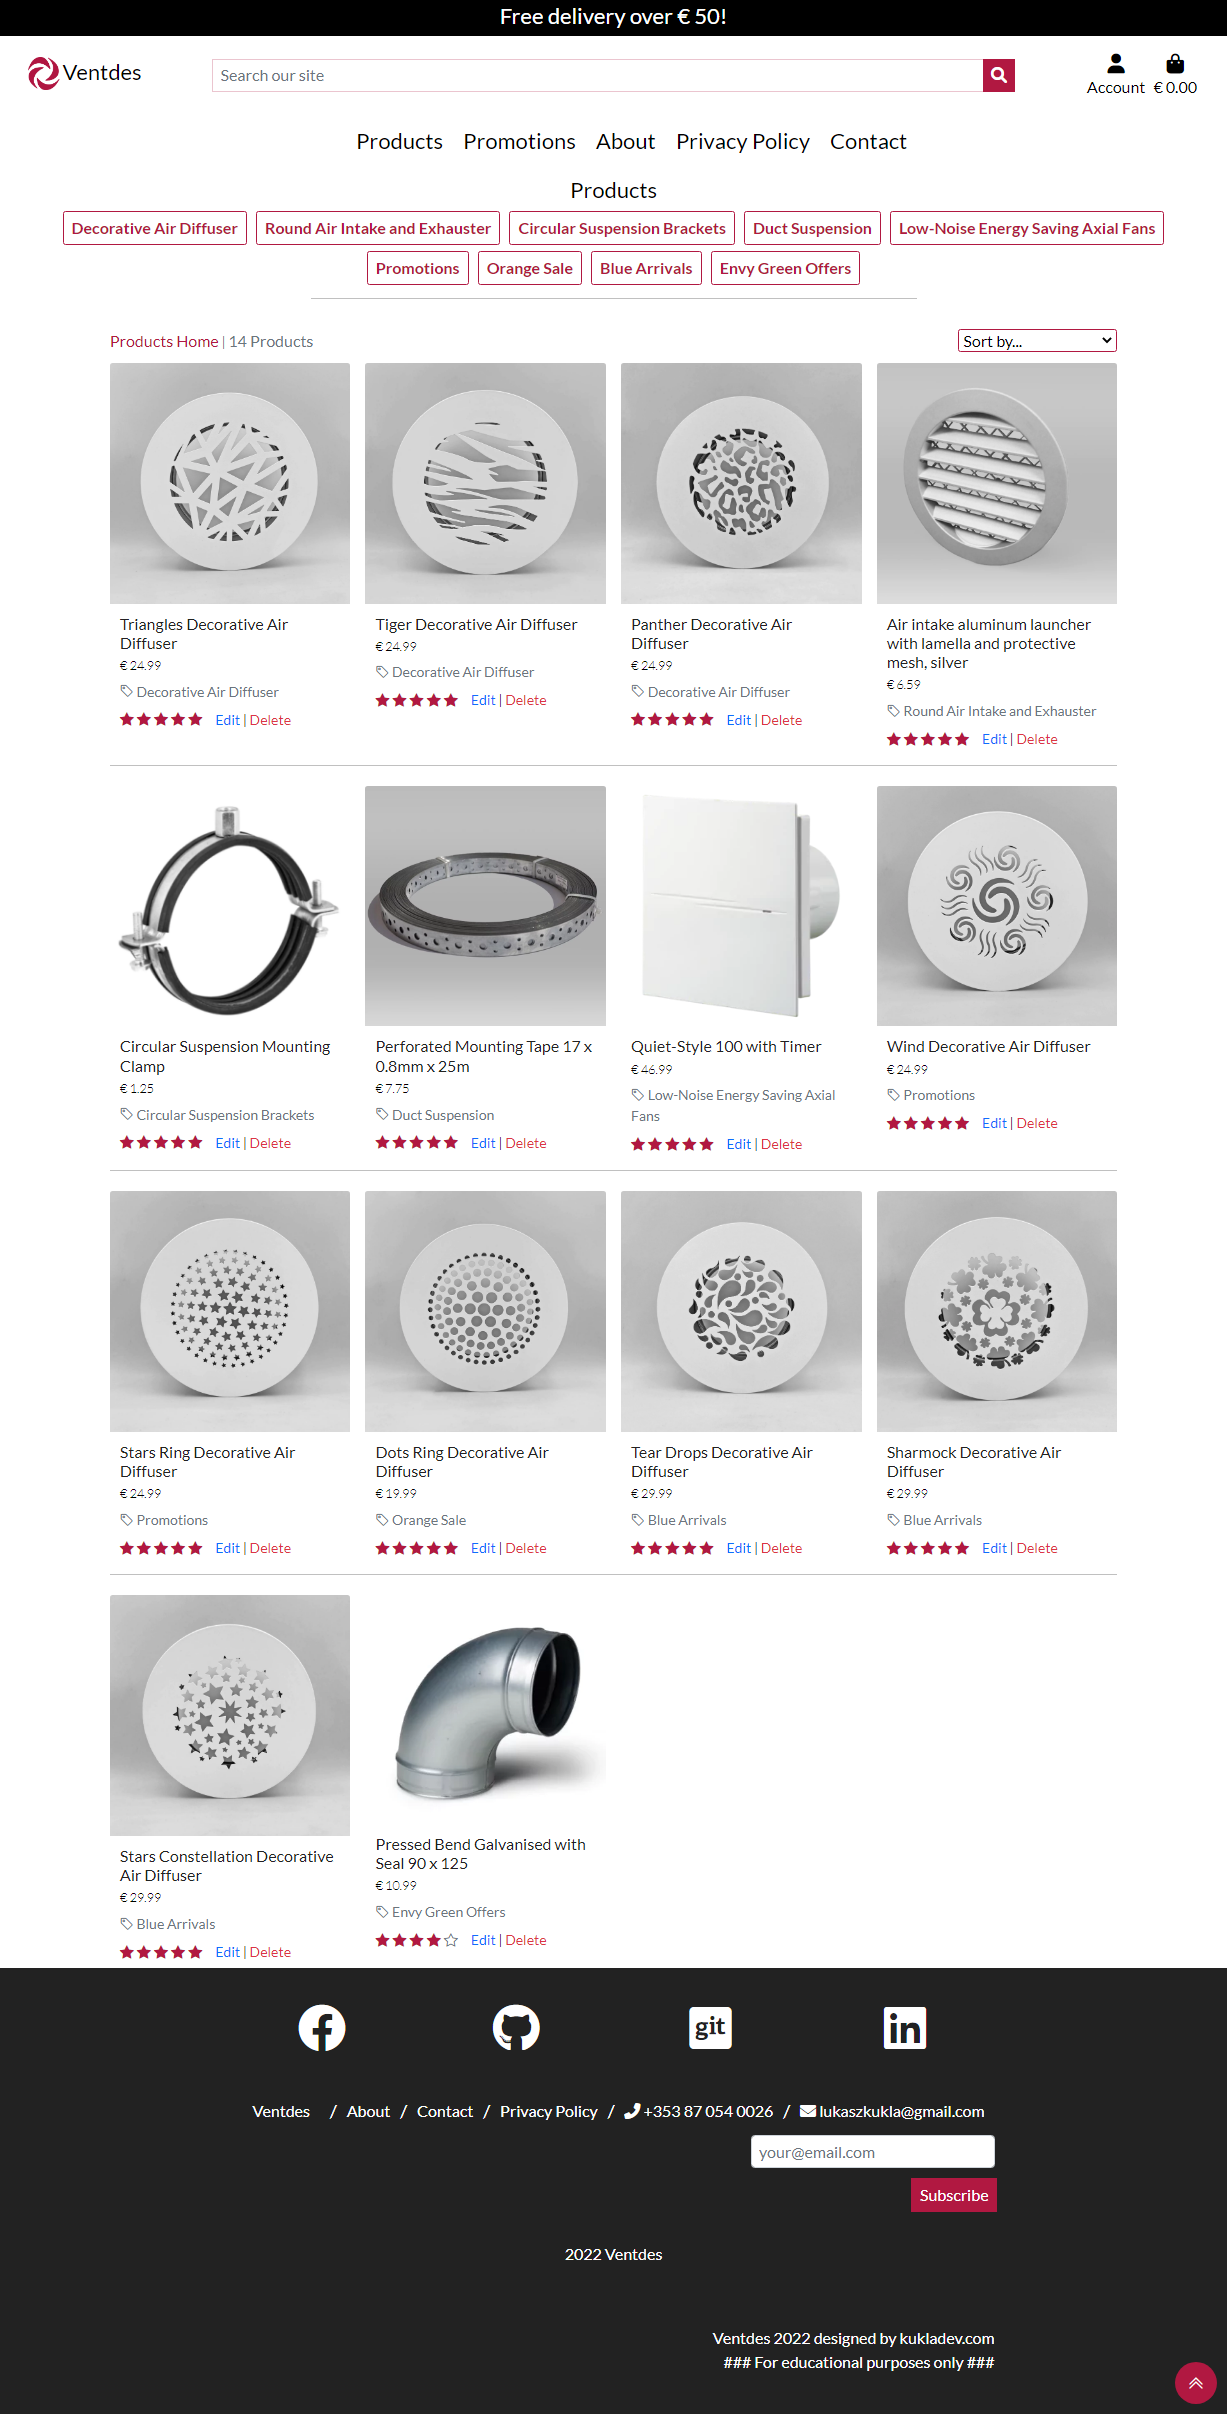 Free delivery over € 50!
Ventdes
Search our site
Account
€ 0.00
Products
Promotions
About
Privacy Policy
Contact
Products
Decorative Air Diffuser
Round Air Intake and Exhauster
Circular Suspension Brackets
Duct Suspension
Low-Noise Energy Saving Axial Fans
Promotions
Orange Sale
Blue Arrivals
Envy Green Offers
Products Home | 14 Products
Sort by...
Triangles Decorative Air
Diffuser
€ 24.99
Decorative Air Diffuser
Edit | Delete
Tiger Decorative Air Diffuser
€ 24.99
Decorative Air Diffuser
Edit | Delete
Panther Decorative Air
Diffuser
€ 24.99
Decorative Air Diffuser
Edit | Delete
Air intake aluminum launcher
with lamella and protective
mesh, silver
€ 6.59
Round Air Intake and Exhauster
Edit | Delete
Circular Suspension Mounting
Clamp
€ 1.25
Circular Suspension Brackets
Edit | Delete
Perforated Mounting Tape 17 x
0.8mm x 25m
€ 7.75
Duct Suspension
Edit | Delete
Quiet-Style 100 with Timer
€ 46.99
Low-Noise Energy Saving Axial
Fans
Edit | Delete
Wind Decorative Air Diffuser
€ 24.99
Promotions
Edit | Delete
Stars Ring Decorative Air
Diffuser
€ 24.99
Promotions
Edit | Delete
Dots Ring Decorative Air
Diffuser
€ 19.99
Orange Sale
Edit | Delete
Tear Drops Decorative Air
Diffuser
€ 29.99
Blue Arrivals
Edit | Delete
Sharmock Decorative Air
Diffuser
€ 29.99
Blue Arrivals
Edit | Delete
Stars Constellation Decorative
Air Diffuser
€ 29.99
Blue Arrivals
Edit | Delete
Pressed Bend Galvanised with
Seal 90 x 125
€ 10.99
Envy Green Offers
Edit | Delete
git
in
Ventdes / About / Contact / Privacy Policy / +353 87 054 0026 / lukaszkukla@gmail.com
your@email.com
Subscribe
2022 Ventdes
Ventdes 2022 designed by kukladev.com
### For educational purposes only ###